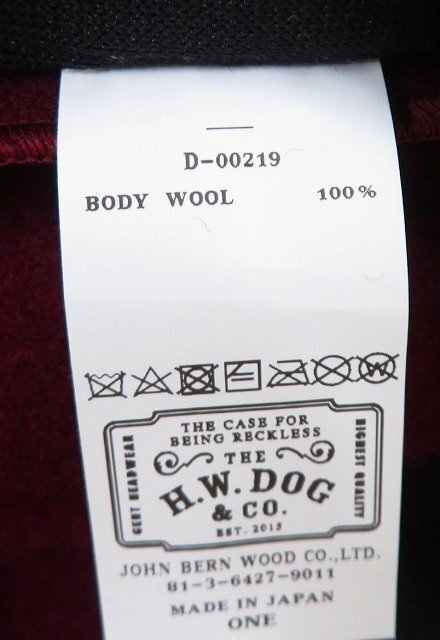 D-00219
BODY WOOL 100%
THE CASE FOR
BEING RECKLESS
THE
H.W. DOG
& CO.
EST. 2015
GENT HEADWEAR
HIGHEST QUALITY
JOHN BERN WOOD CO.,LTD.
81-3-6427-9011
MADE IN JAPAN
ONE